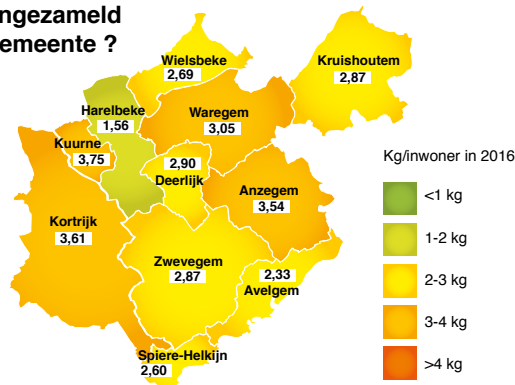 ngezameld
emeente ?
Wielsbeke
2,69
Kruishoutem
2,87
Harelbeke
1,56
Waregem
3,05
Kuurne
3,75
2,90
Deerlijk
Anzegem
3,54
Kortrijk
3,61
Zwevegem
2,87
2,33
Avelgem
Spiere-Helkijn
2,60
Kg/inwoner in 2016
<1 kg
1-2 kg
2-3 kg
3-4 kg
>4 kg